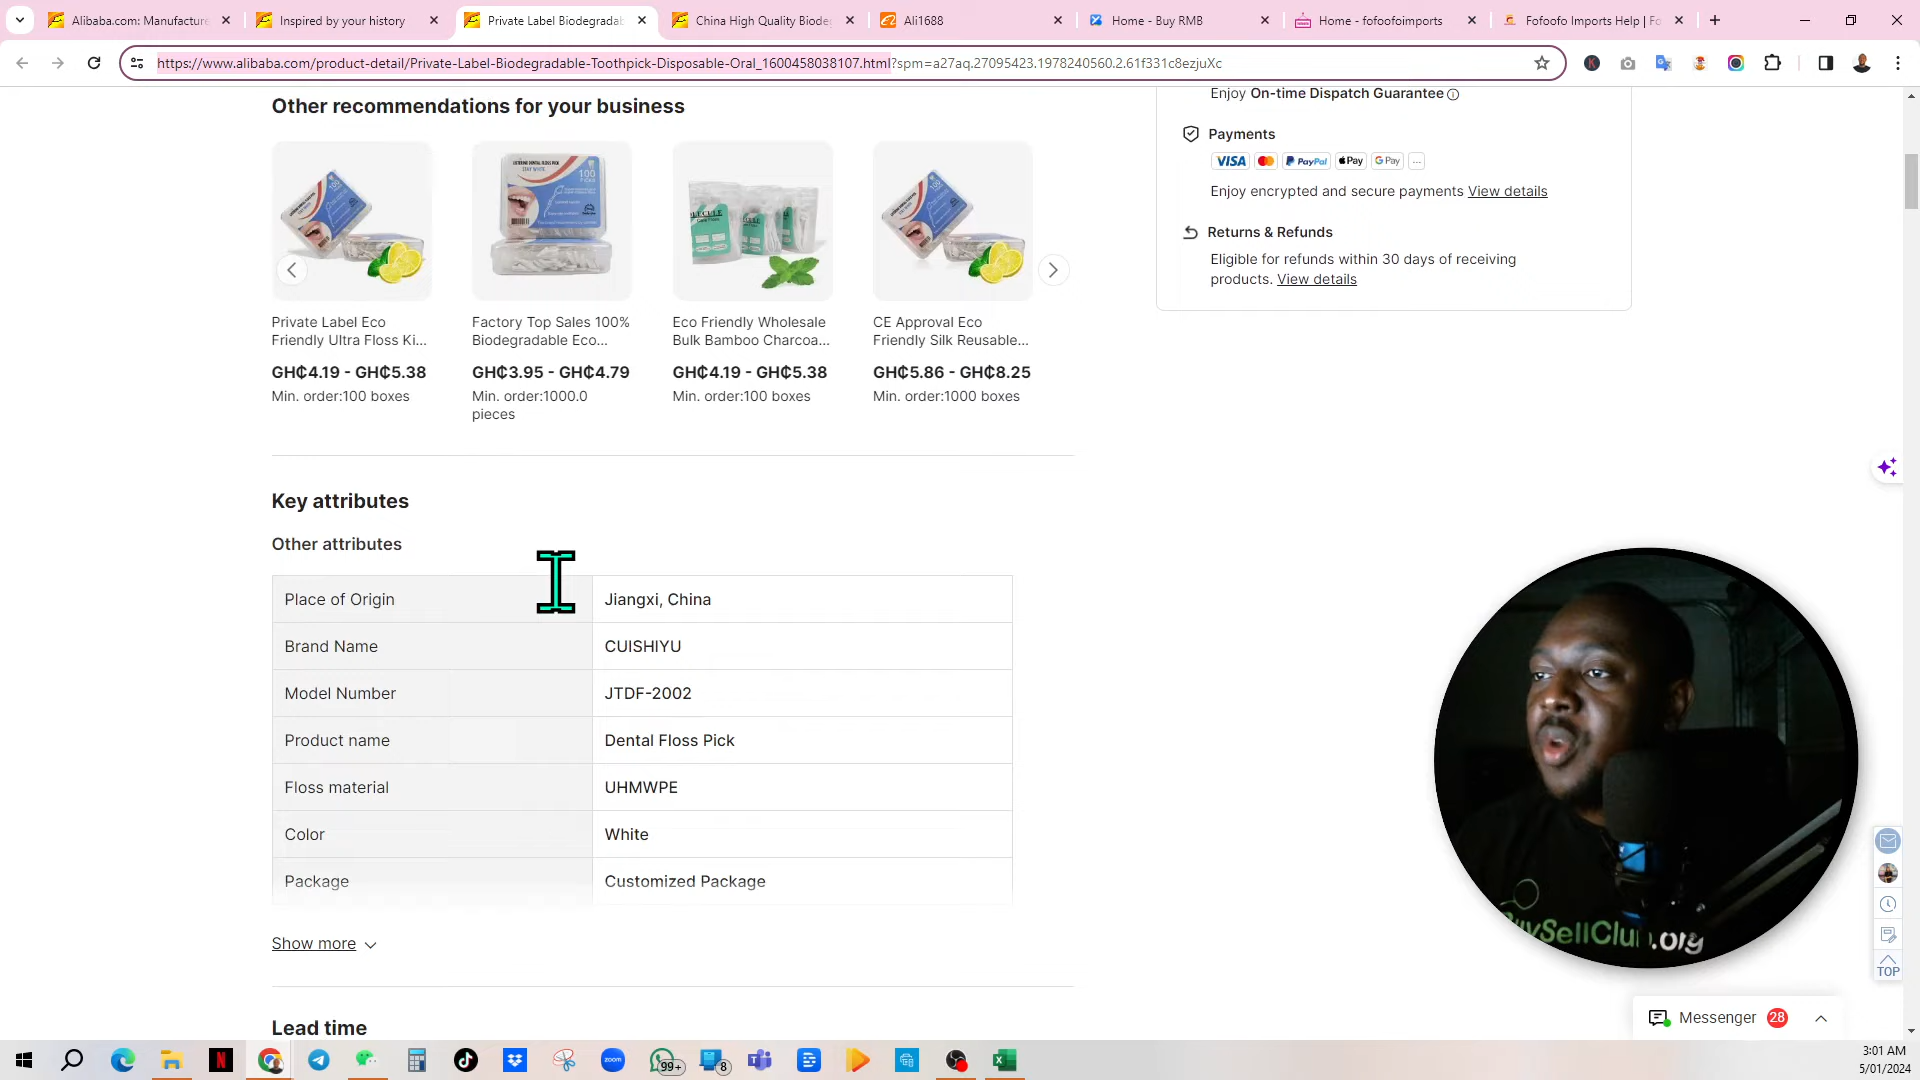 Alibaba.com: Manufacture
Inspired by your history
Private Label Biodegradab
China High Quality Biode
Ali1688
Home - Buy RMB
Home - fofoofoimports
Fofoofo Imports Help | Fo
https://www.alibaba.com/product-detail/Private-Label-Biodegradable-Toothpick-Disposable-Oral_1600458038107.html?spm=a27aq.27095423.1978240560.2.61f331c8ezjuXc
Other recommendations for your business
Private Label Eco
Friendly Ultra Floss Ki...
GH₵4.19 - GH₵5.38
Min. order:100 boxes
Factory Top Sales 100%
Biodegradable Eco...
GH₵3.95 - GH₵4.79
Min. order:1000.0
pieces
Eco Friendly Wholesale
Bulk Bamboo Charcoa...
GH₵4.19 - GH₵5.38
Min. order:100 boxes
CE Approval Eco
Friendly Silk Reusable...
GH₵5.86 - GH₵8.25
Min. order:1000 boxes
Enjoy On-time Dispatch Guarantee
Payments
VISA PayPal Apple Pay G Pay ...
Enjoy encrypted and secure payments View details
Returns & Refunds
Eligible for refunds within 30 days of receiving
products. View details
Key attributes
Other attributes
Place of Origin Jiangxi, China
Brand Name CUISHIYU
Model Number JTDF-2002
Product name Dental Floss Pick
Floss material UHMWPE
Color White
Package Customized Package
Show more
Lead time
BuySellClub.org
TOP
Messenger 28
99+
8
zoom
3:01 AM
5/01/2024